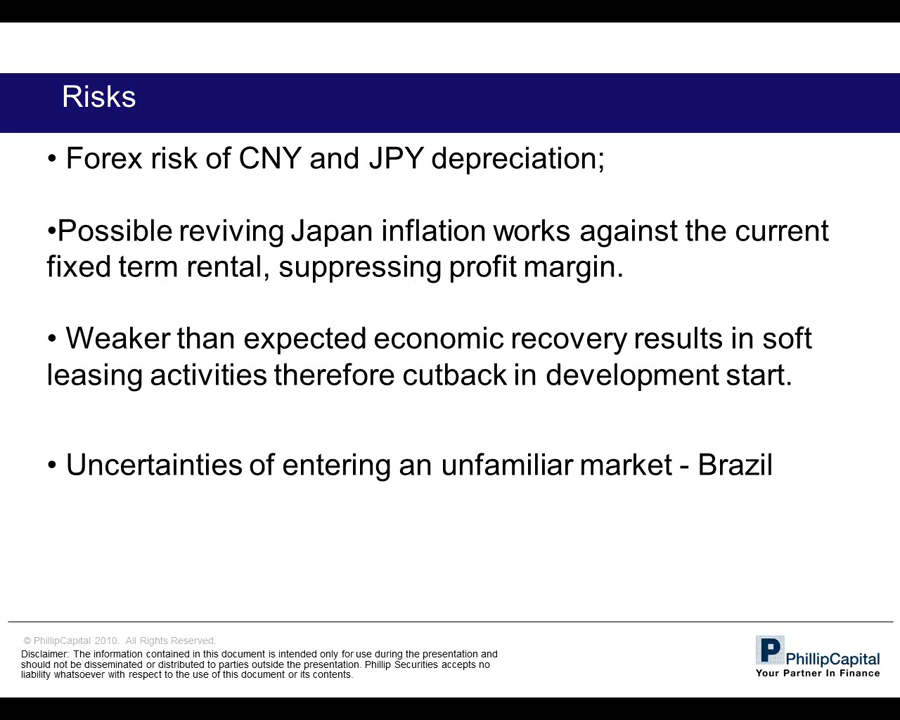 Risks
• Forex risk of CNY and JPY depreciation;
•Possible reviving Japan inflation works against the current
fixed term rental, suppressing profit margin.
• Weaker than expected economic recovery results in soft
leasing activities therefore cutback in development start.
• Uncertainties of entering an unfamiliar market - Brazil
© PhillipCapital 2010. All Rights Reserved.
Disclaimer: The information contained in this document is intended only for use during the presentation and
should not be disseminated or distributed to parties outside the presentation. Phillip Securities accepts no
liability whatsoever with respect to the use of this document or its contents.
P PhillipCapital
Your Partner In Finance